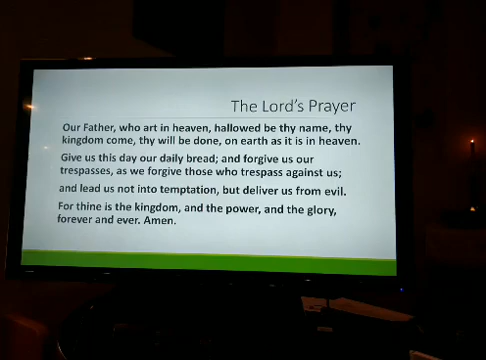 The Lord's Prayer
Our Father, who art in heaven, hallowed be thy name, thy
kingdom come, thy will be done, on earth as it is in heaven.
Give us this day our daily bread; and forgive us our
trespasses, as we forgive those who trespass against us;
and lead us not into temptation, but deliver us from evil.
For thine is the kingdom, and the power, and the glory,
forever and ever. Amen.